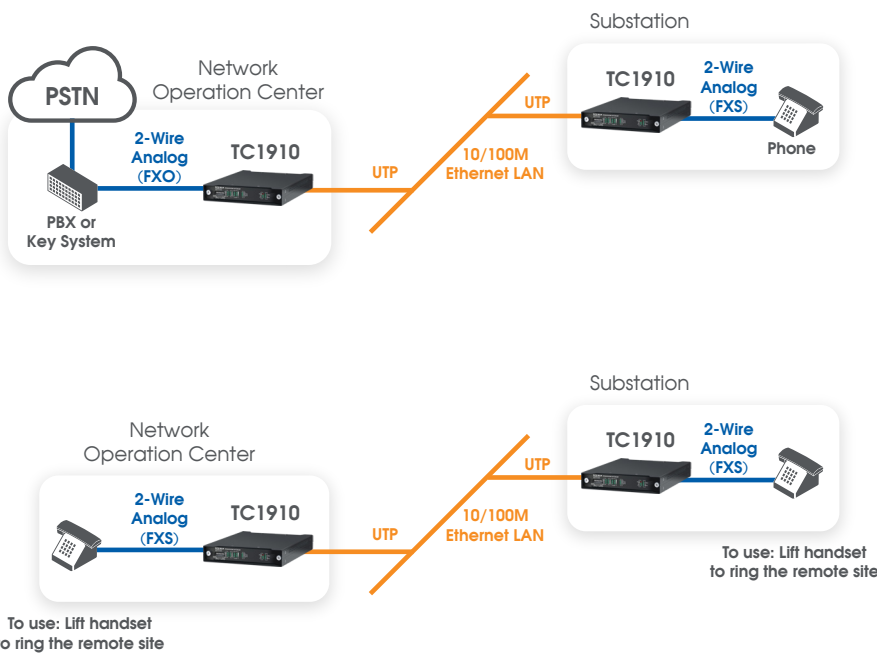 Substation
Network
Operation Center
PSTN
2-Wire
Analog
(FXO)
TC1910
UTP
10/100M
Ethernet LAN
UTP
TC1910
2-Wire
Analog
(FXS)
Phone
PBX or
Key System
Substation
Network
Operation Center
2-Wire
Analog
(FXS)
TC1910
UTP
10/100M
Ethernet LAN
UTP
TC1910
2-Wire
Analog
(FXS)
To use: Lift handset
to ring the remote site
To use: Lift handset
o ring the remote site